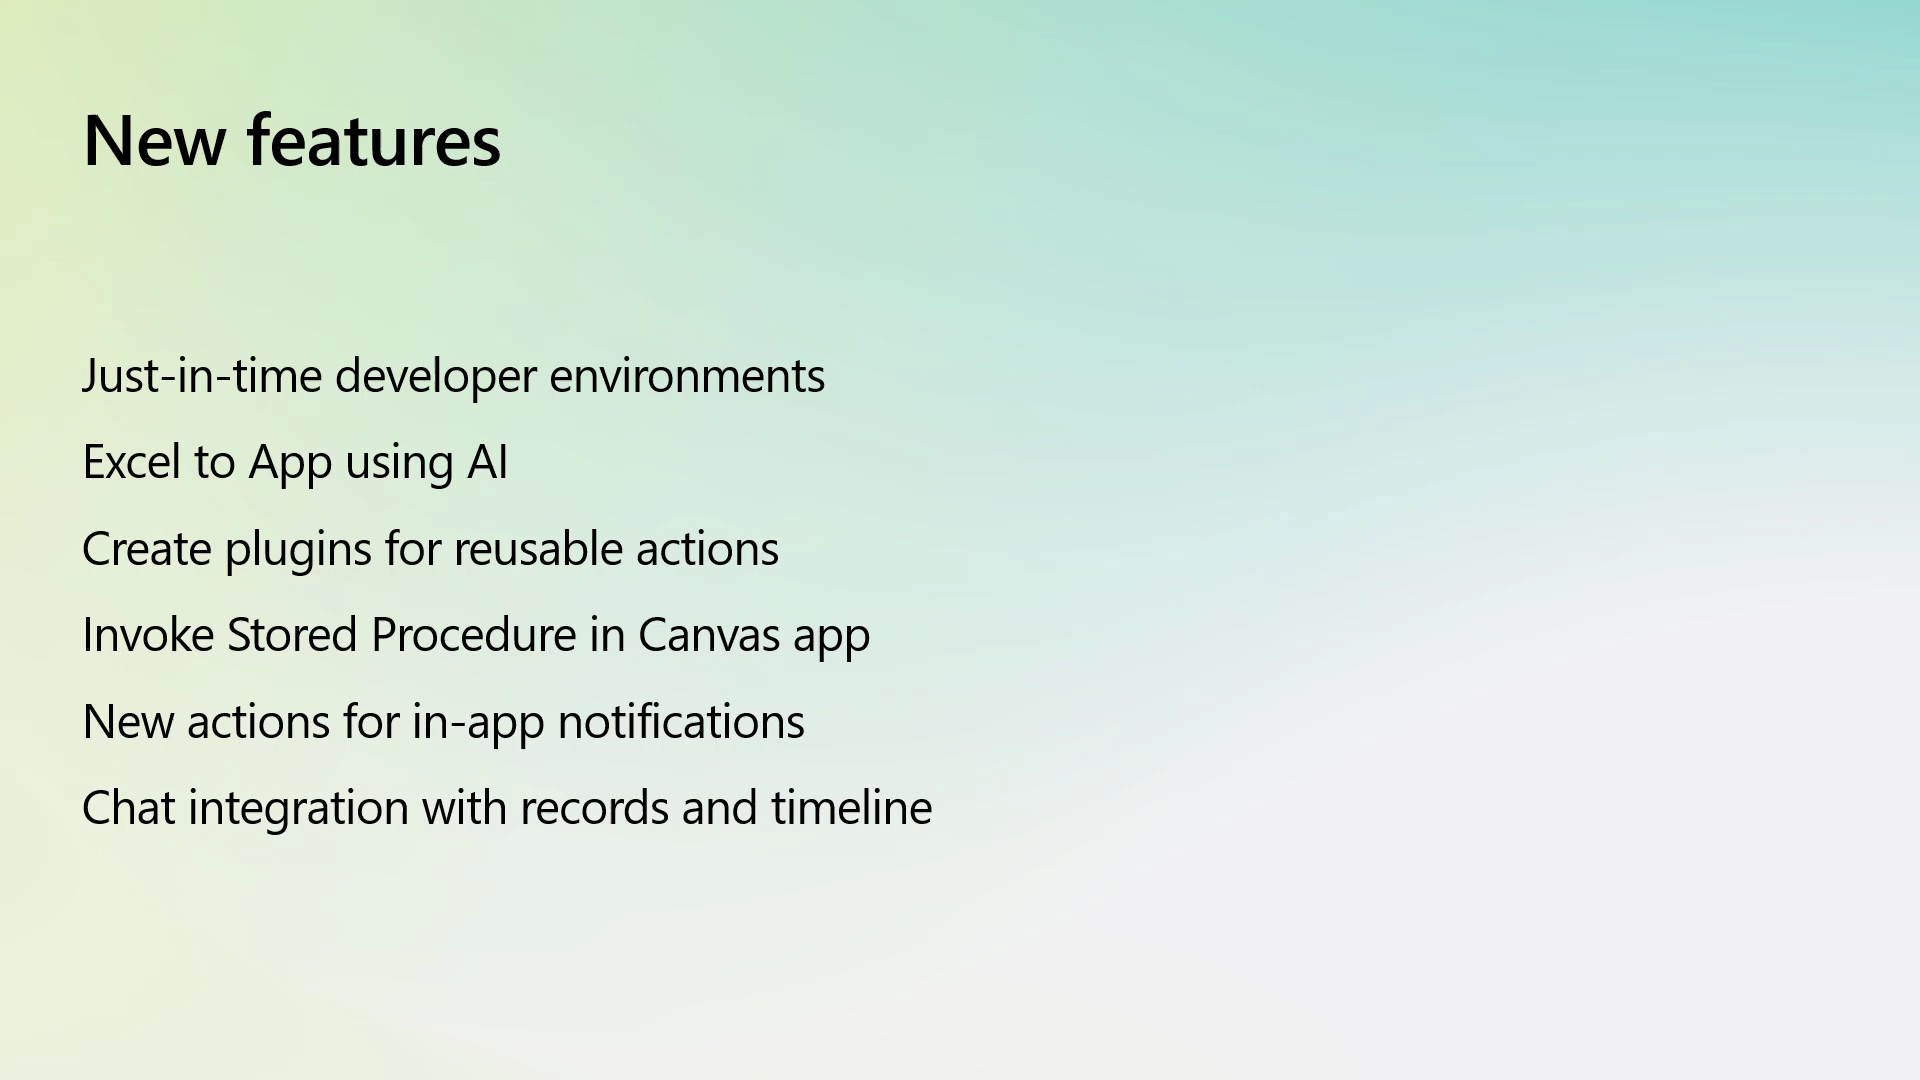 New features
Just-in-time developer environments
Excel to App using AI
Create plugins for reusable actions
Invoke Stored Procedure in Canvas app
New actions for in-app notifications
Chat integration with records and timeline